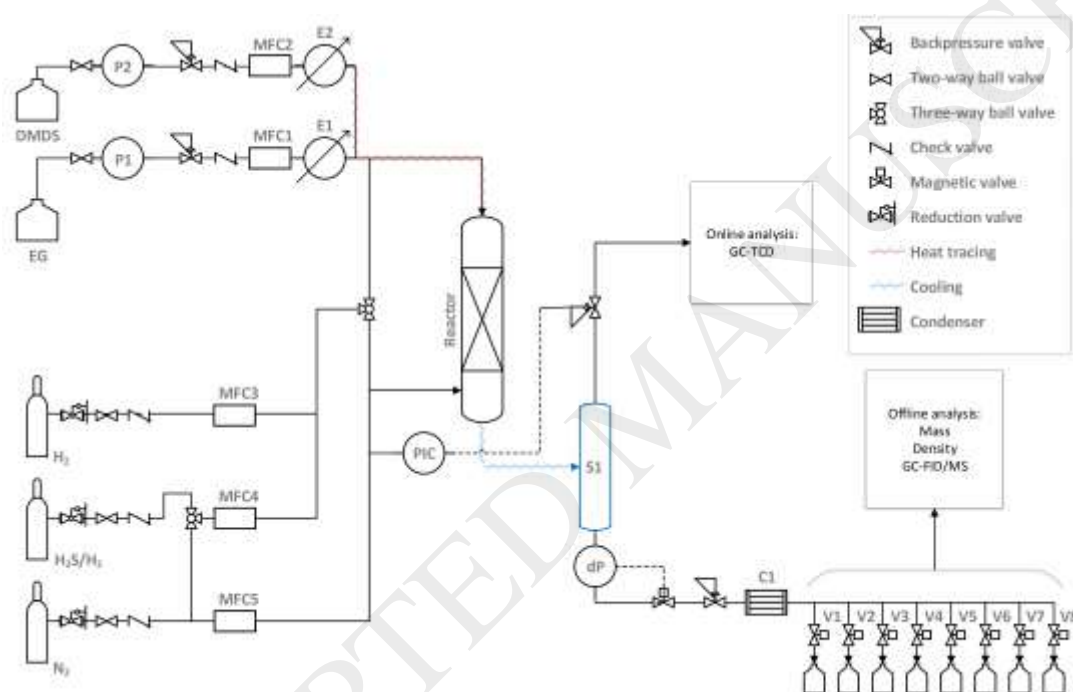 E2
MFC2
P2
DMDS
E1
MFC1
P1
EG
Reactor
MFC3
H₂
PIC
MFC4
H₂S/H₂
MFC5
N₂
S1
dP
C1
V1 V2 V3 V4 V5 V6 V7 V8
Online analysis:
GC-TCD
Backpressure valve
Two-way ball valve
Three-way ball valve
Check valve
Magnetic valve
Reduction valve
Heat tracing
Cooling
Condenser
Offline analysis:
Mass
Density
GC-FID/MS
PTED MANUSC